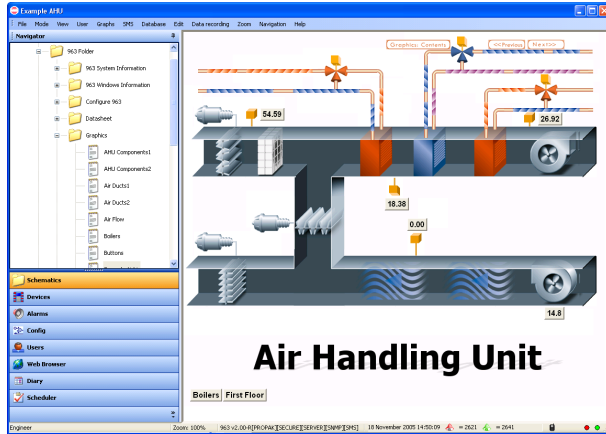 Example AHU
File Mode View User Graphs SMS Database Edit Data recording Zoom Navigation Help
Navigator
963 Folder
963 System Information
963 Windows Information
Configure 963
Datasheet
Graphics
AHU Components1
AHU Components2
Air Ducts1
Air Ducts2
Air Flow
Boilers
Buttons
Schematics
Devices
Alarms
Config
Users
Web Browser
Diary
Scheduler
Graphics: Contents
<<Previous
Next>>
54.59
26.92
18.38
0.00
14.8
Air Handling Unit
Boilers
First Floor
Engineer
Zoom: 100%
963 v2.00-R[PROPAK][SECURE][SERVER][SNMP][SMS]
18 November 2005 14:50:09
= 2621
= 2641